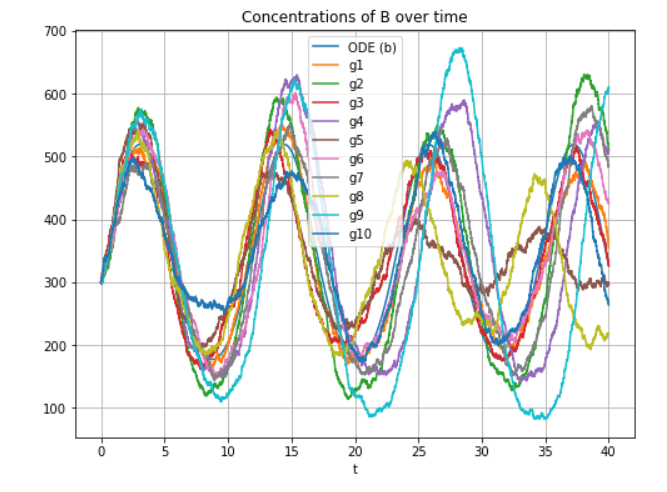 Concentrations of B over time
700
600
500
400
300
200
100
ODE (b)
g1
g2
g3
g4
g5
g6
g7
g8
g9
g10
0 5 10 15 20 25 30 35 40
t